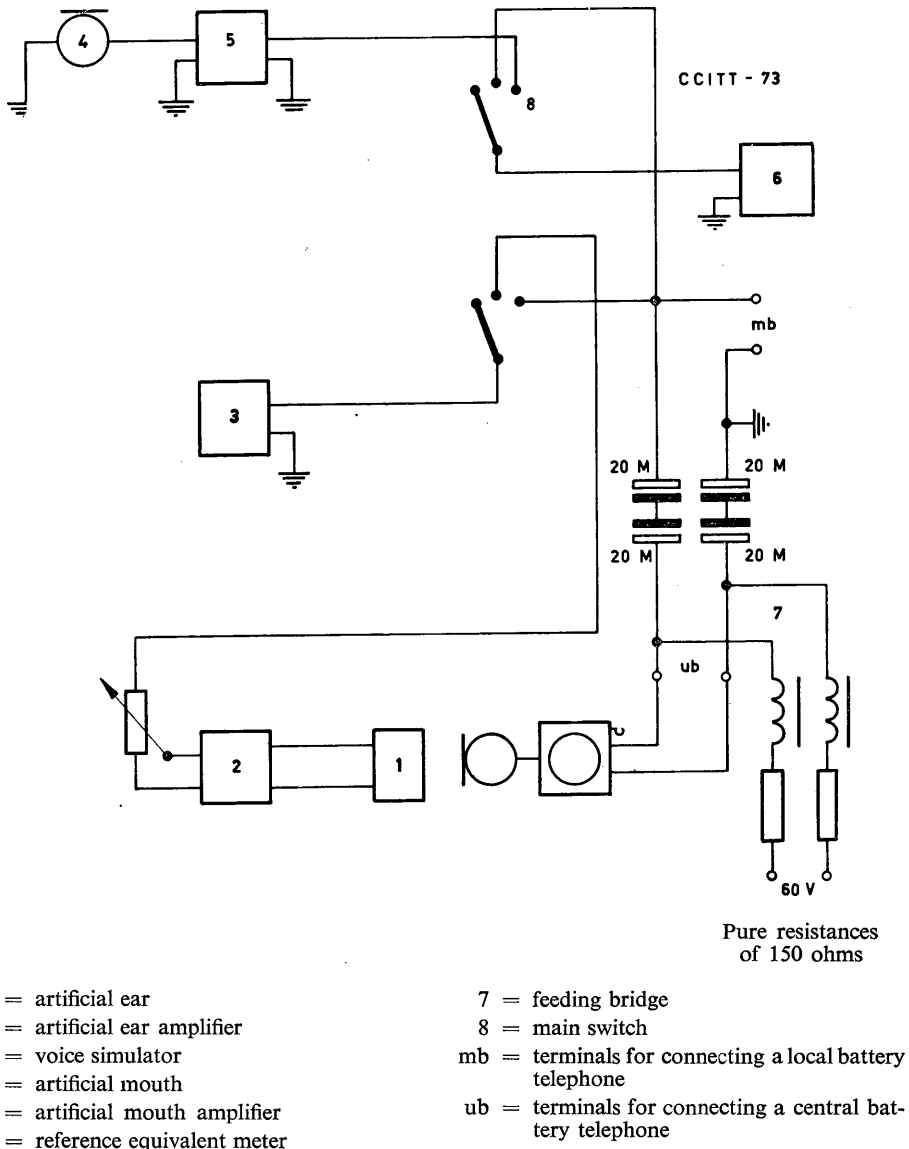 4
5
8
CCITT - 73
6
mb
3
20 M
20 M
20 M
20 M
7
ub
2
1
60 V
Pure resistances
of 150 ohms
= artificial ear
= artificial ear amplifier
= voice simulator
= artificial mouth
= artificial mouth amplifier
= reference equivalent meter
7 = feeding bridge
8 = main switch
mb = terminals for connecting a local battery
telephone
ub = terminals for connecting a central bat-
tery telephone